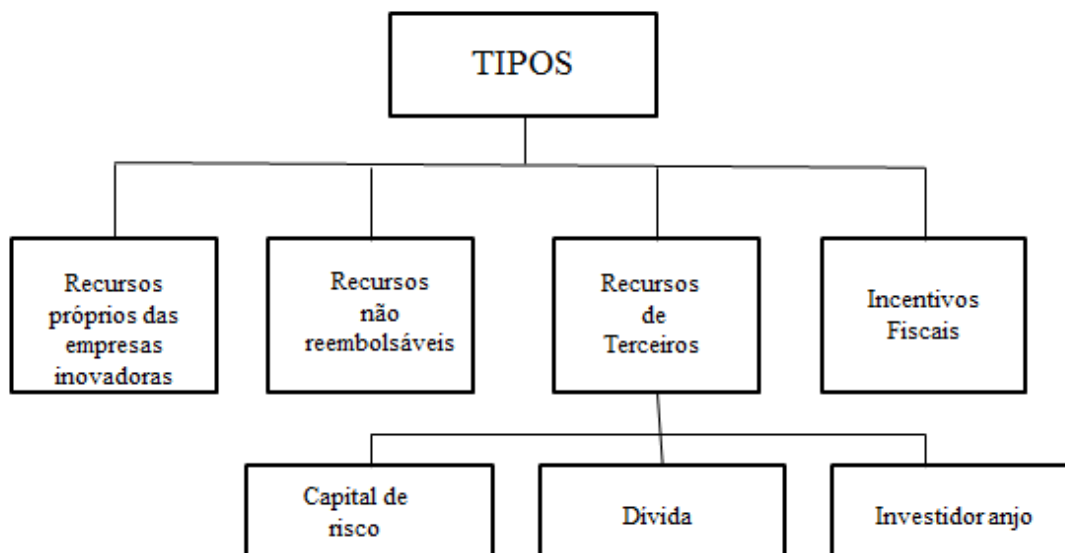 TIPOS
Recursos
próprios das
empresas
inovadoras
Recursos
não
reembolsáveis
Recursos
de
Terceiros
Incentivos
Fiscais
Capital de
risco
Divida
Investidor anjo